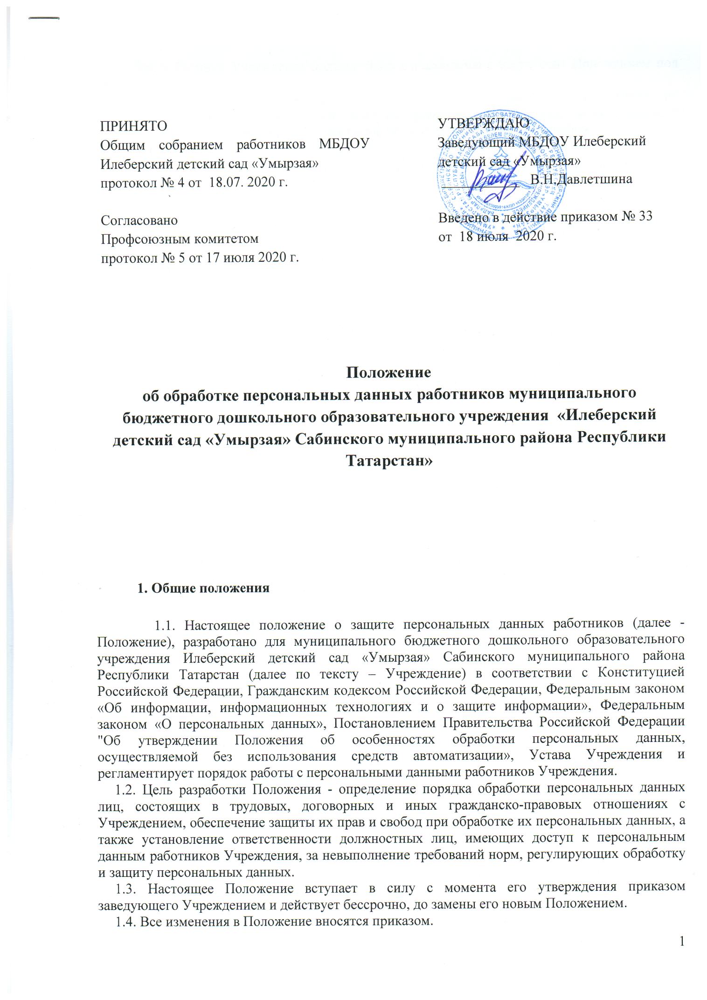 ПРИНЯТО
Общим собранием работников МБДОУ
Илеберский детский сад «Умырзая»
протокол № 4 от 18.07. 2020 г.
Согласовано
Профсоюзным комитетом
протокол № 5 от 17 июля 2020 г.
УТВЕРЖДАЮ
Заведующий МБДОУ Илеберский
детский сад «Умырзая»
___________ В.Н.Давлетшина
Введено в действие приказом № 33
от 18 июля 2020 г.
Положение
об обработке персональных данных работников муниципального
бюджетного дошкольного образовательного учреждения «Илеберский
детский сад «Умырзая» Сабинского муниципального района Республики
Татарстан»
1. Общие положения
1.1. Настоящее положение о защите персональных данных работников (далее -
Положение), разработано для муниципального бюджетного дошкольного образовательного
учреждения Илеберский детский сад «Умырзая» Сабинского муниципального района
Республики Татарстан (далее по тексту – Учреждение) в соответствии с Конституцией
Российской Федерации, Гражданским кодексом Российской Федерации, Федеральным законом
«Об информации, информационных технологиях и о защите информации», Федеральным
законом «О персональных данных», Постановлением Правительства Российской Федерации
"Об утверждении Положения об особенностях обработки персональных данных,
осуществляемой без использования средств автоматизации», Устава Учреждения и
регламентирует порядок работы с персональными данными работников Учреждения.
1.2. Цель разработки Положения - определение порядка обработки персональных данных
лиц, состоящих в трудовых, договорных и иных гражданско-правовых отношениях с
Учреждением, обеспечение защиты их прав и свобод при обработке их персональных данных, а
также установление ответственности должностных лиц, имеющих доступ к персональным
данным работников Учреждения, за невыполнение требований норм, регулирующих обработку
и защиту персональных данных.
1.3. Настоящее Положение вступает в силу с момента его утверждения приказом
заведующего Учреждением и действует бессрочно, до замены его новым Положением.
1.4. Все изменения в Положение вносятся приказом.
1